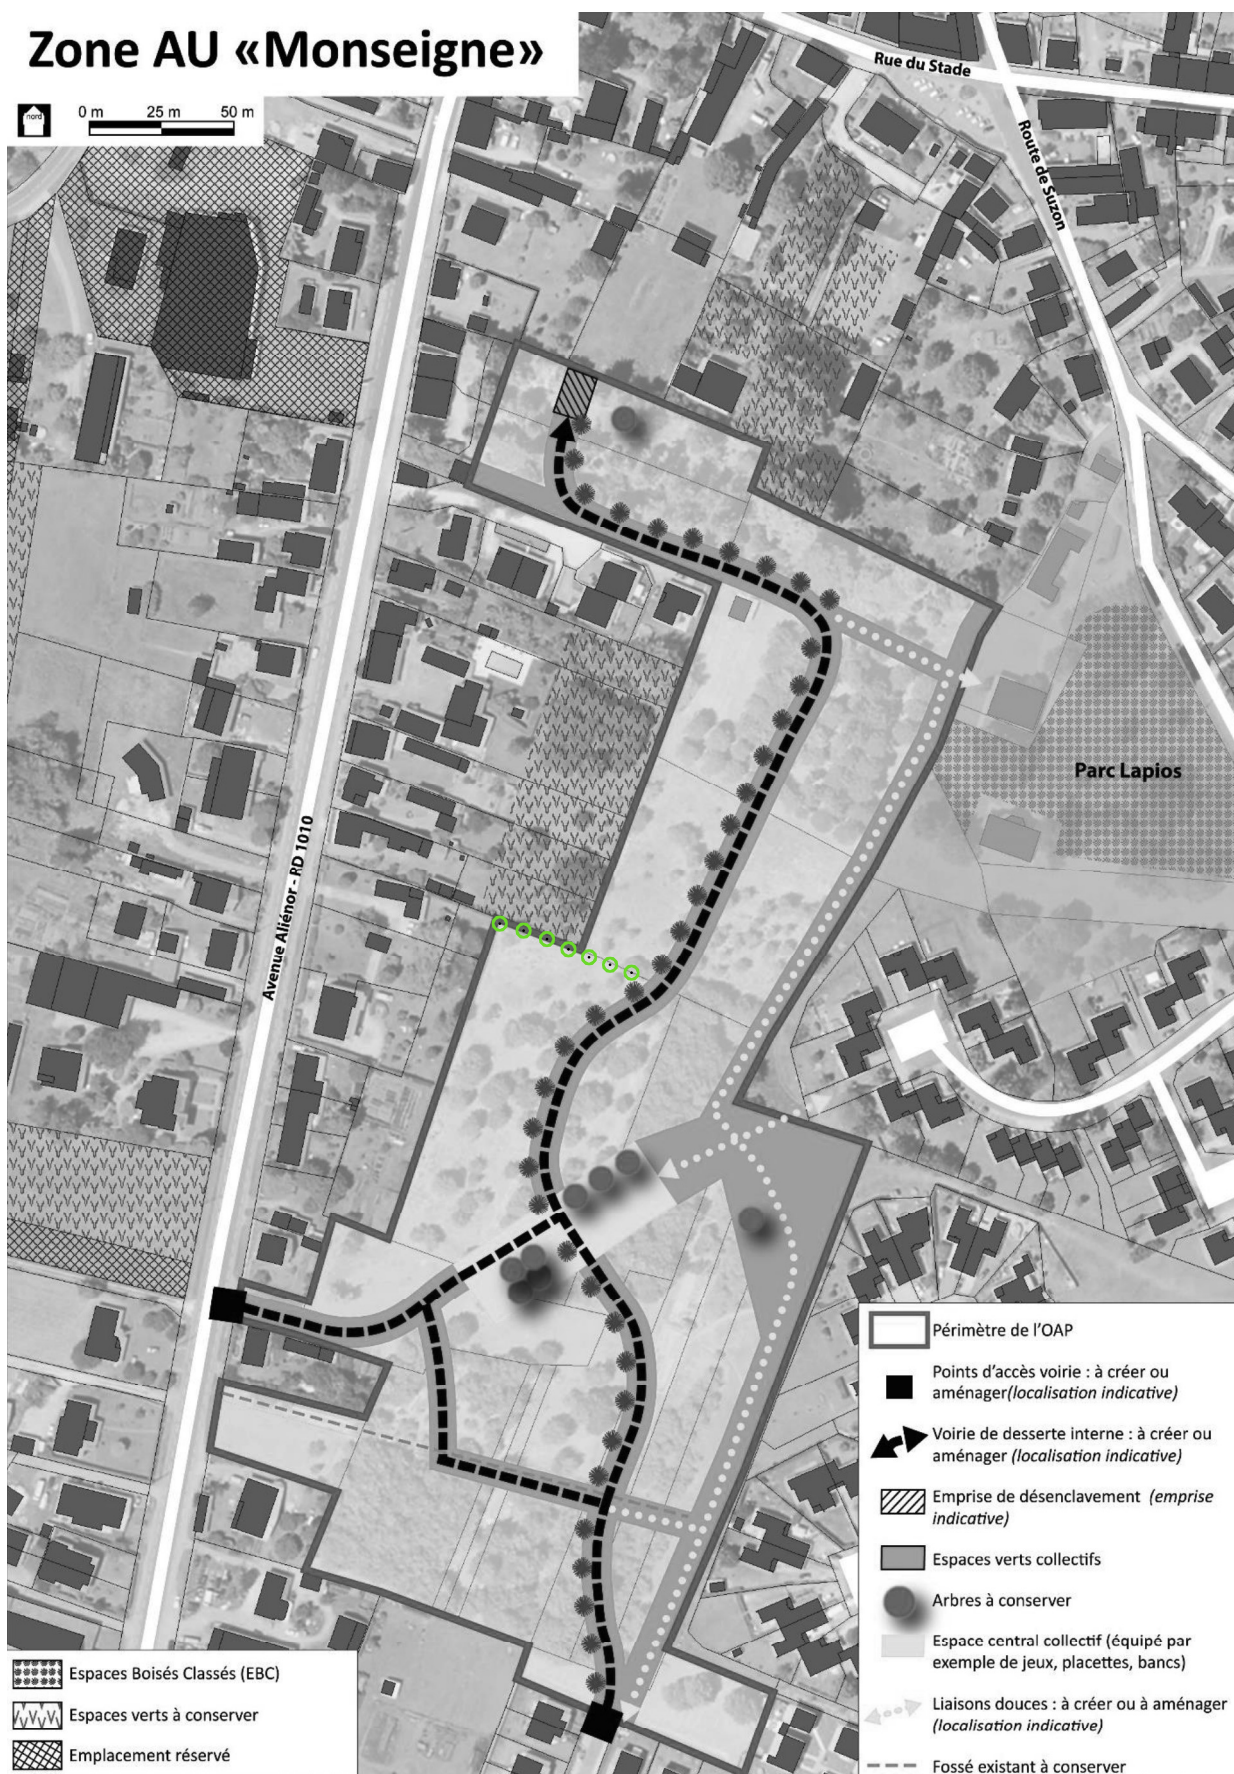 Zone AU «Monseigne»
nord
0 m 25 m 50 m
Rue du Stade
Route de Suzon
Parc Lapios
Avenue Aliénor - RD 1010
Périmètre de l'OAP
Points d'accès voirie : à créer ou
aménager(localisation indicative)
Voirie de desserte interne : à créer ou
aménager (localisation indicative)
Emprise de désenclavement (emprise
indicative)
Espaces verts collectifs
Arbres à conserver
Espace central collectif (équipé par
exemple de jeux, placettes, bancs)
Liaisons douces : à créer ou à aménager
(localisation indicative)
Fossé existant à conserver
Espaces Boisés Classés (EBC)
Espaces verts à conserver
Emplacement réservé